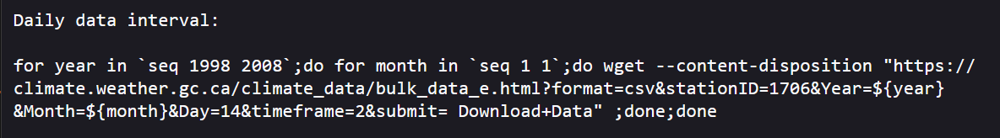 Daily data interval:
for year in `seq 1998 2008`;do for month in `seq 1 1`;do wget --content-disposition "https://
climate.weather.gc.ca/climate_data/bulk_data_e.html?format=csv&stationID=1706&Year=${year}
&Month=${month}&Day=14&timeframe=2&submit= Download+Data" ;done;done